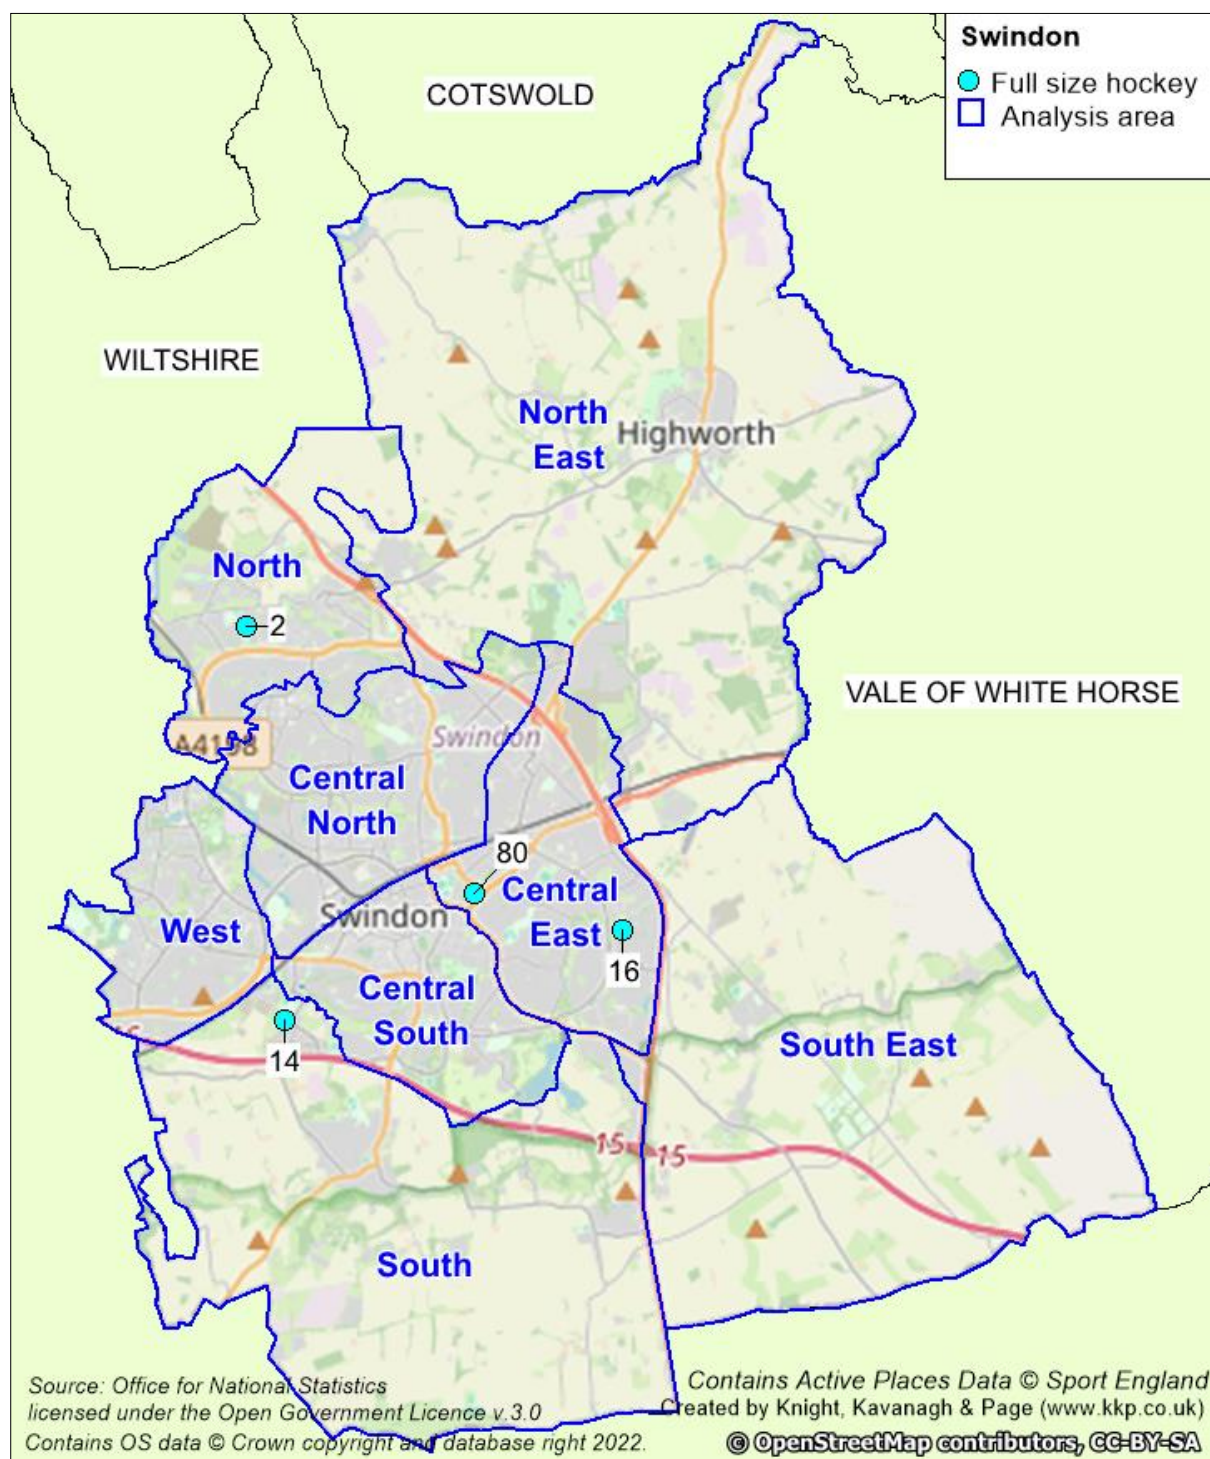 Swindon
Full size hockey
Analysis area
COTSWOLD
WILTSHIRE
North
East
Highworth
North
2
VALE OF WHITE HORSE
A4198
Swindon
Central
North
80
Central
East
West
Swindon
16
Central
South
14
South East
15
15
South
Source: Office for National Statistics
licensed under the Open Government Licence v.3.0
Contains OS data © Crown copyright and database right 2022.
Contains Active Places Data © Sport England
Created by Knight, Kavanagh & Page (www.kkp.co.uk)
© OpenStreetMap contributors, CC-BY-SA